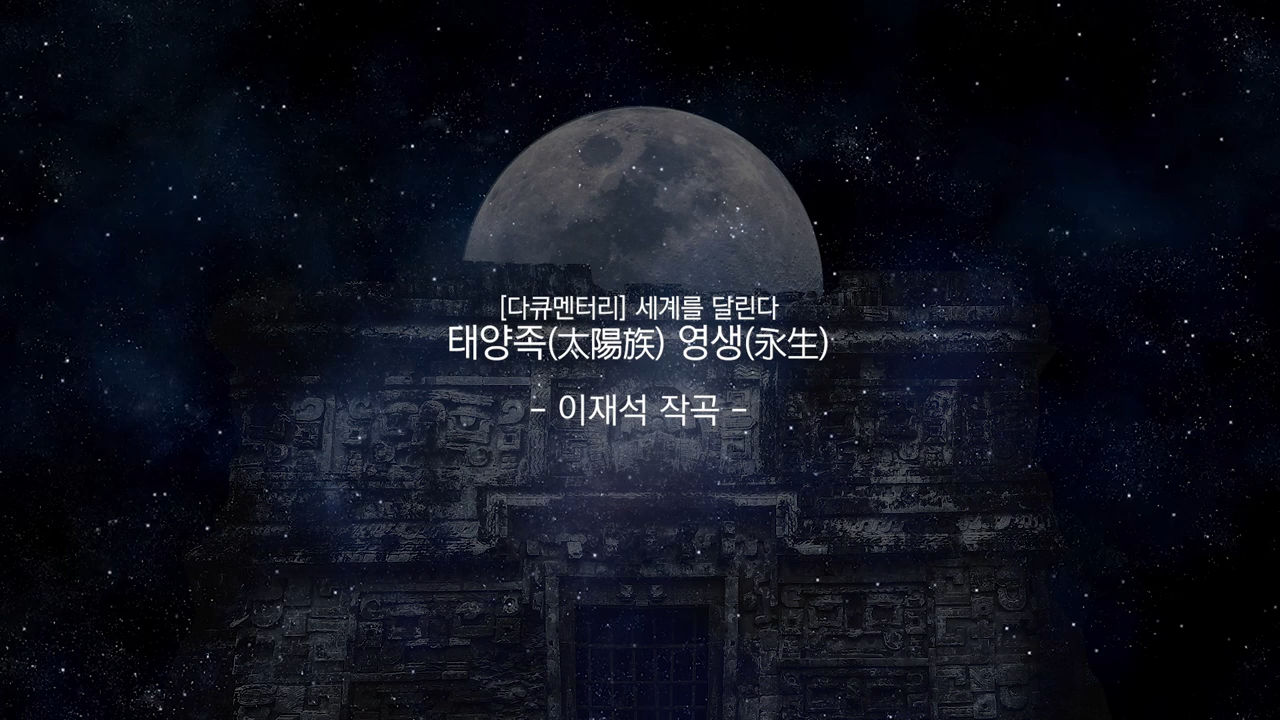 [다큐멘터리] 세계를 달린다
태양족(太陽族) 영생(永生)
- 이재석 작곡 -